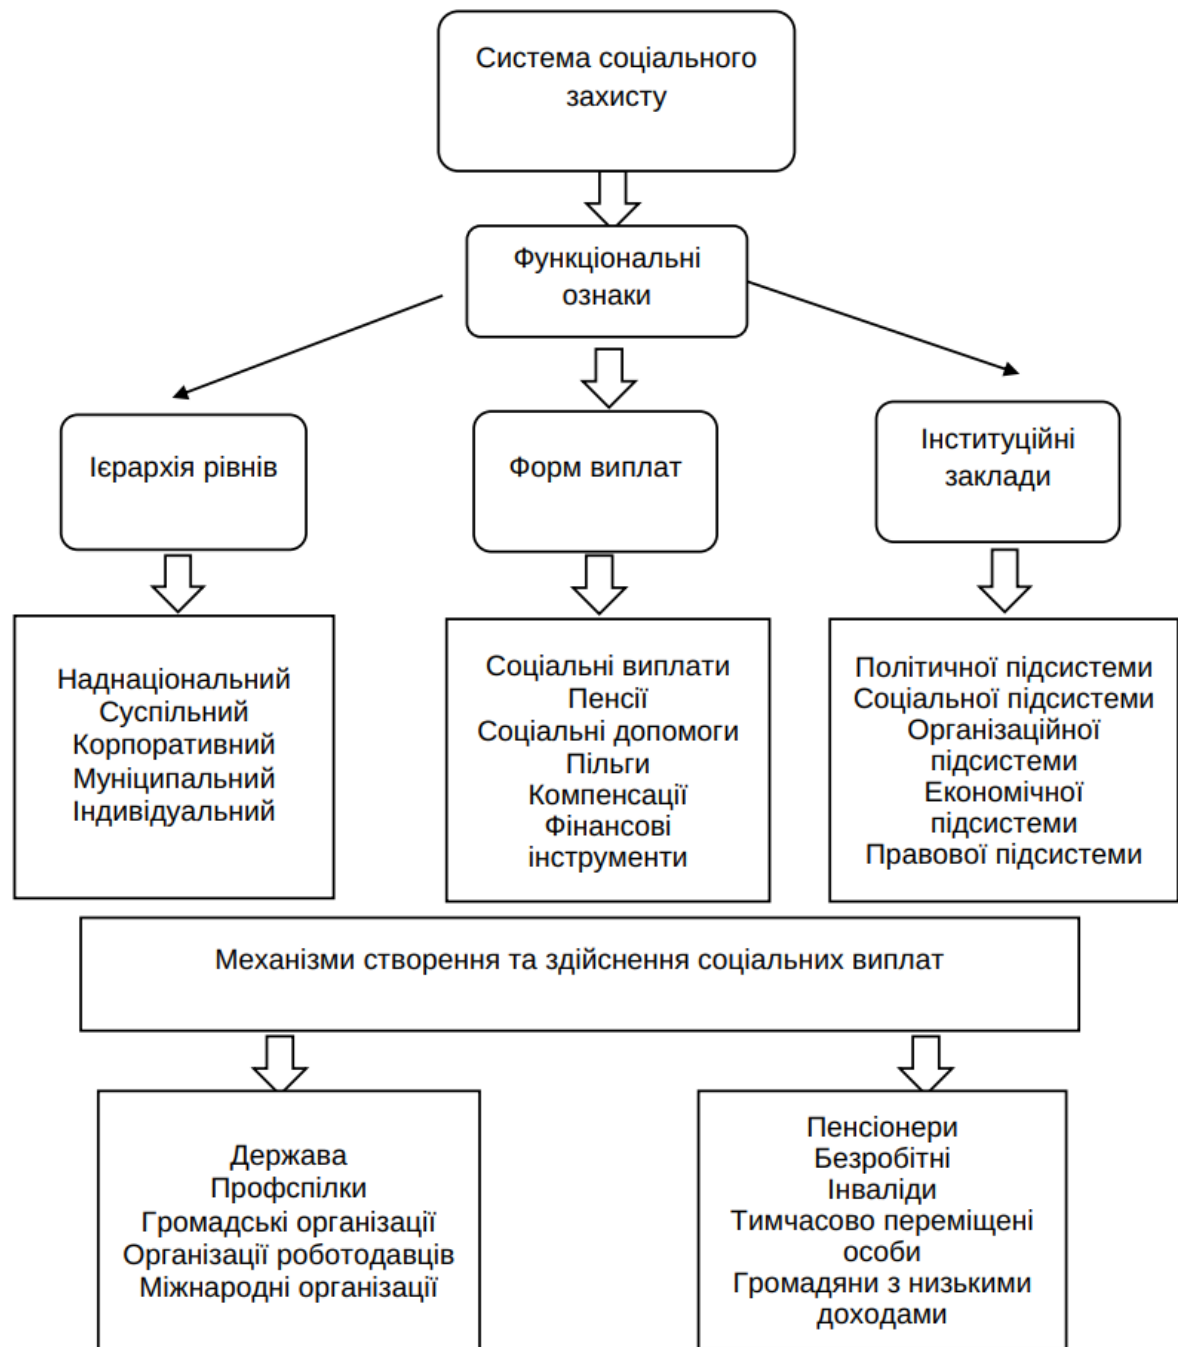 Система соціального
захисту
Функціональні
ознаки
Ієрархія рівнів
Форм виплат
Інституційні
заклади
Наднаціональний
Суспільний
Корпоративний
Муніципальний
Індивідуальний
Соціальні виплати
Пенсії
Соціальні допомоги
Пільги
Компенсації
Фінансові
інструменти
Політичної підсистеми
Соціальної підсистеми
Організаційної
підсистеми
Економічної
підсистеми
Правової підсистеми
Механізми створення та здійснення соціальних виплат
Держава
Профспілки
Громадські організації
Організації роботодавців
Міжнародні організації
Пенсіонери
Безробітні
Інваліди
Тимчасово переміщені
особи
Громадяни з низькими
доходами